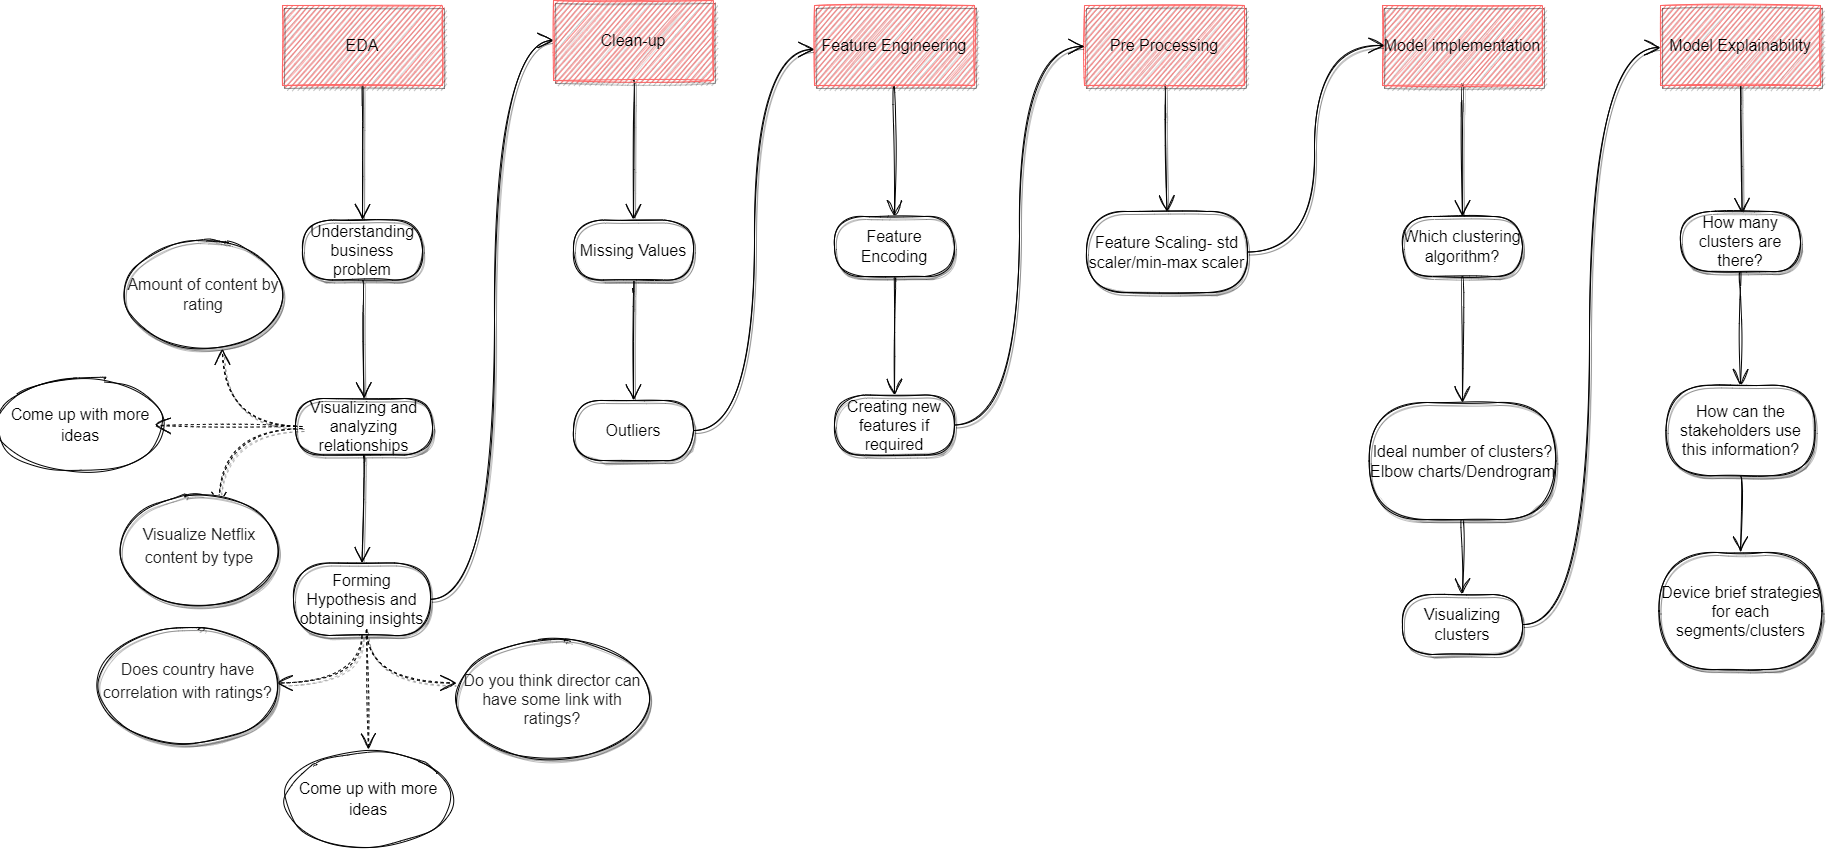 EDA
Understanding
business
problem
Amount of content by
rating
Come up with more
ideas
Visualizing and
analyzing
relationships
Visualize Netflix
content by type
Forming
Hypothesis and
obtaining insights
Does country have
correlation with ratings?
Come up with more
ideas
Do you think director can
have some link with
ratings?
Clean-up
Missing Values
Outliers
Feature Engineering
Feature
Encoding
Creating new
features if
required
Pre Processing
Feature Scaling- std
scaler/min-max scaler
Model implementation
Which clustering
algorithm?
Ideal number of clusters?
Elbow charts/Dendrogram
Visualizing
clusters
Model Explainability
How many
clusters are
there?
How can the
stakeholders use
this information?
Device brief strategies
for each
segments/clusters